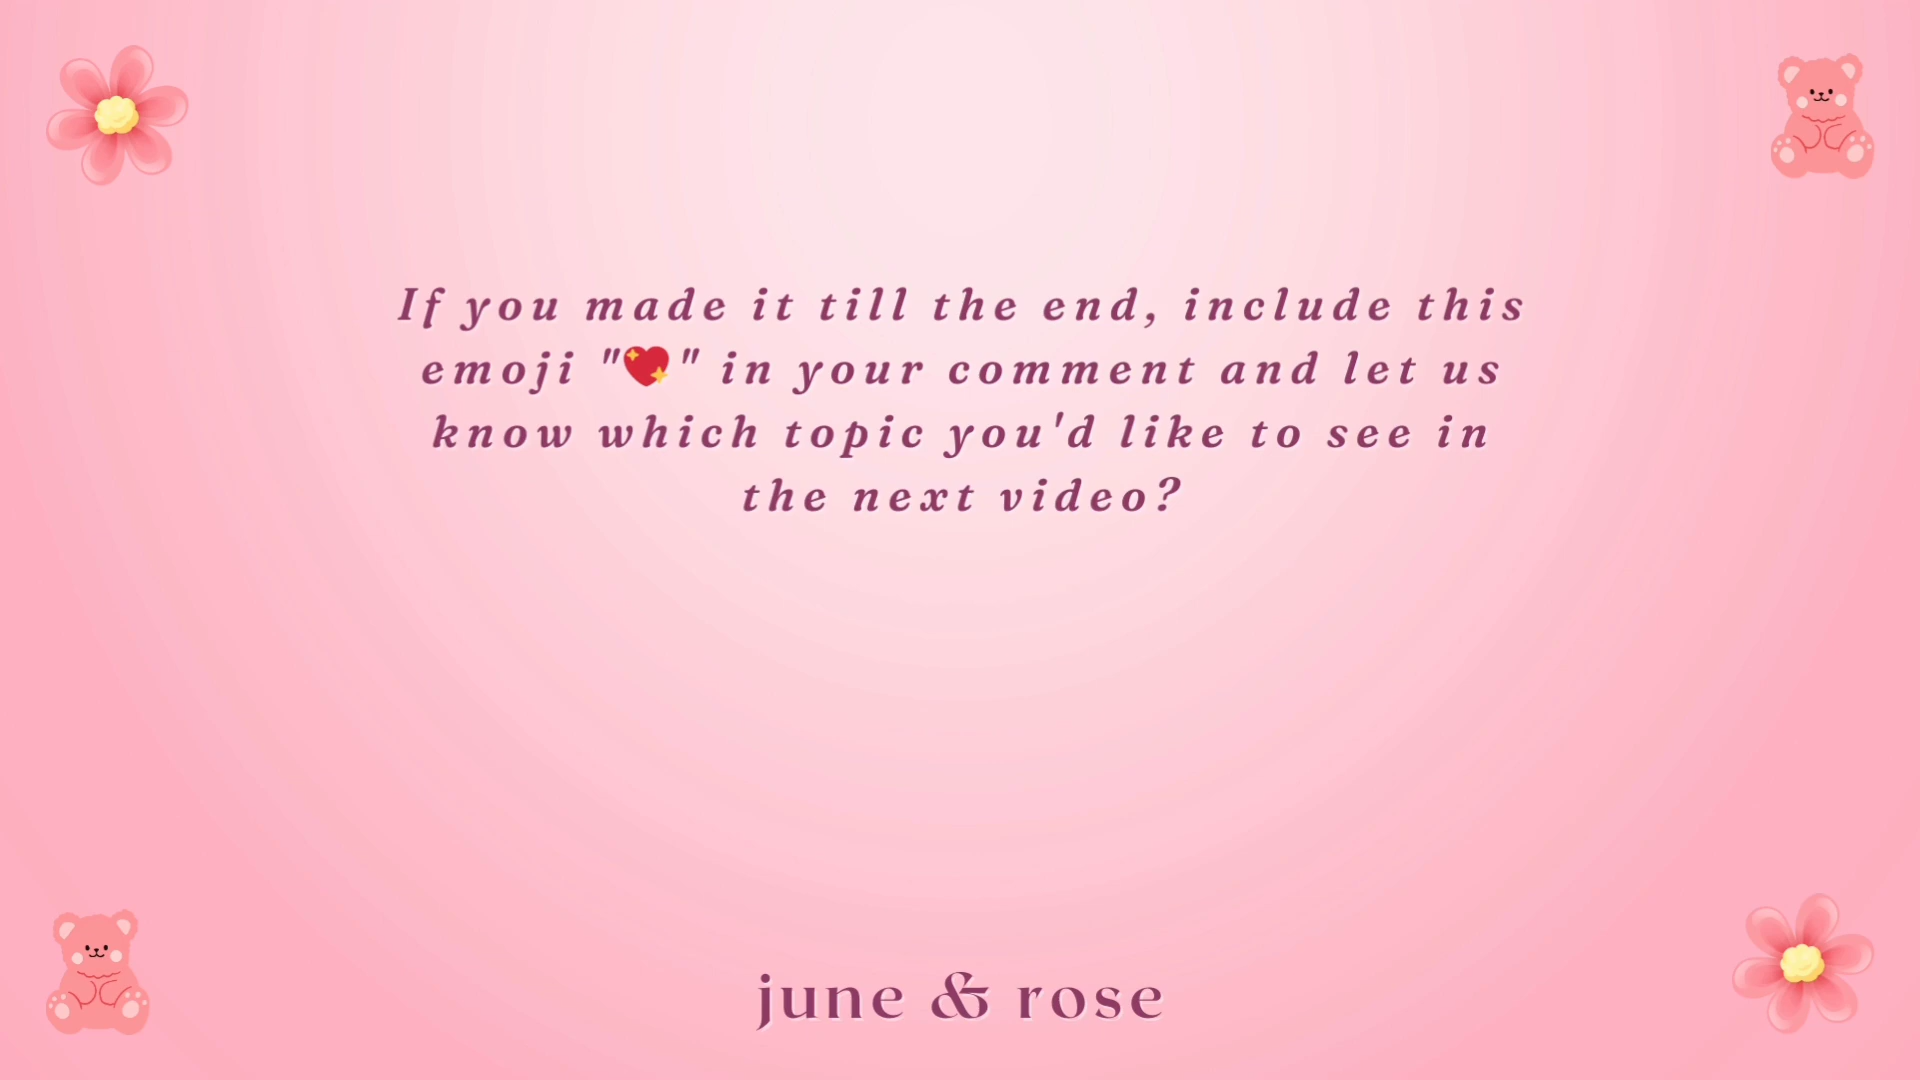 If you made it till the end, include this
emoji "💖" in your comment and let us
know which topic you'd like to see in
the next video?
june & rose